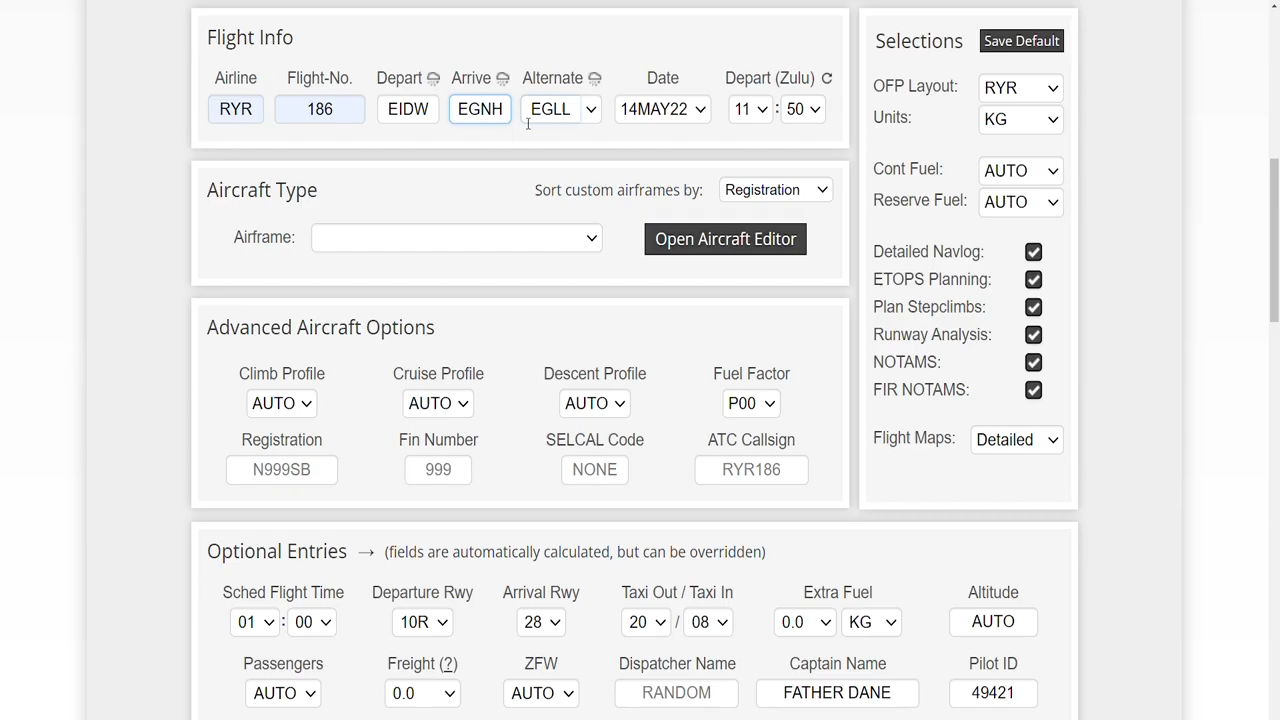 Flight Info
Airline Flight-No. Depart Arrive Alternate Date Depart (Zulu)
RYR 186 EIDW EGNH EGLL 14MAY22 11 : 50
Aircraft Type Sort custom airframes by: Registration
Airframe: Open Aircraft Editor
Advanced Aircraft Options
Climb Profile Cruise Profile Descent Profile Fuel Factor
AUTO AUTO AUTO P00
Registration Fin Number SELCAL Code ATC Callsign
N999SB 999 NONE RYR186
Selections Save Default
OFP Layout: RYR
Units: KG
Cont Fuel: AUTO
Reserve Fuel: AUTO
Detailed Navlog:
ETOPS Planning:
Plan Stepclimbs:
Runway Analysis:
NOTAMS:
FIR NOTAMS:
Flight Maps: Detailed
Optional Entries → (fields are automatically calculated, but can be overridden)
Sched Flight Time Departure Rwy Arrival Rwy Taxi Out / Taxi In Extra Fuel Altitude
01 : 00 10R 28 20 / 08 0.0 KG AUTO
Passengers Freight (?) ZFW Dispatcher Name Captain Name Pilot ID
AUTO 0.0 AUTO RANDOM FATHER DANE 49421